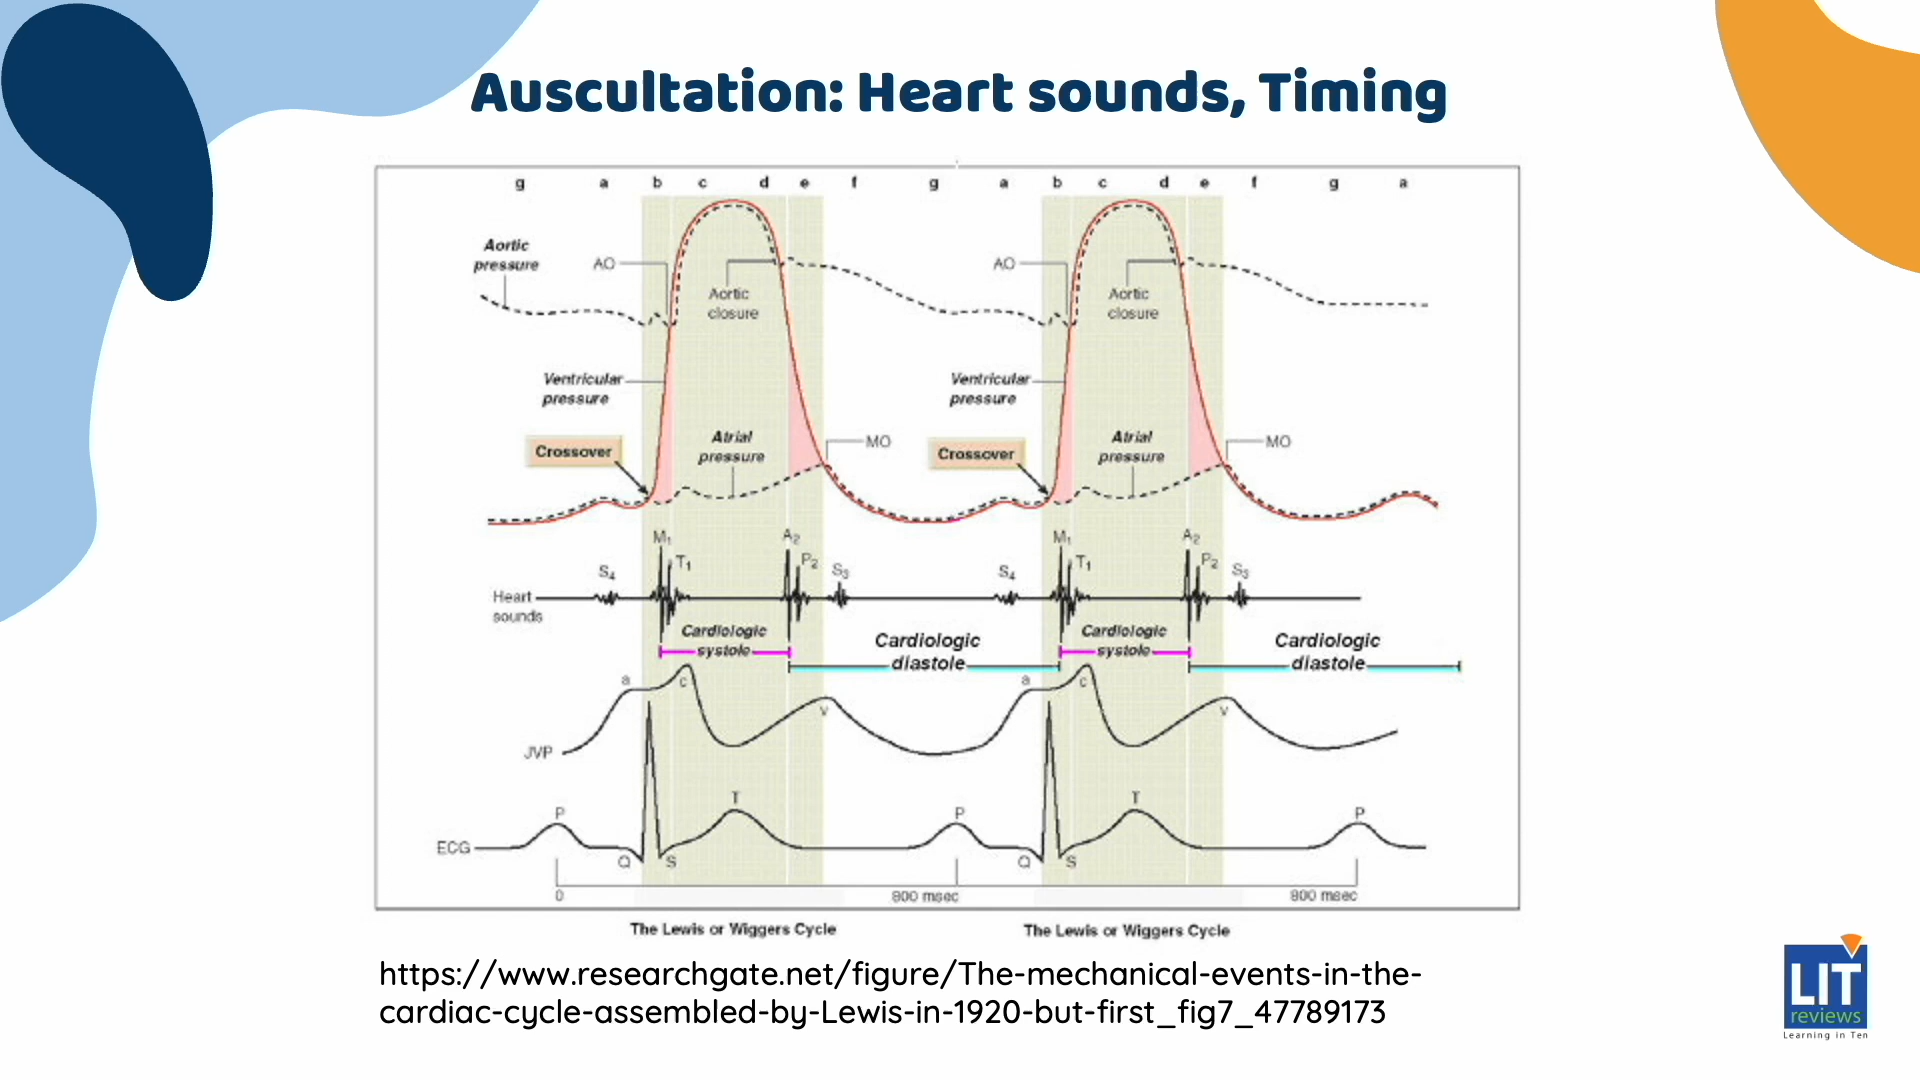 Auscultation: Heart sounds, Timing
g a b c d e f g a b c d e f g a
Aortic
pressure
AO
Aortic
closure
AO
Aortic
closure
Ventricular
pressure
Ventricular
pressure
Crossover
Atrial
pressure
MO
Crossover
Atrial
pressure
MO
S4 M1 T1 A2 P2 S3 S4 M1 T1 A2 P2 S3
Heart
sounds
Cardiologic
systole
Cardiologic
diastole
Cardiologic
systole
Cardiologic
diastole
a c v a c v
JVP
P T P T P
ECG
Q S Q S
0 800 msec 800 msec
The Lewis or Wiggers Cycle
The Lewis or Wiggers Cycle
https://www.researchgate.net/figure/The-mechanical-events-in-the-
cardiac-cycle-assembled-by-Lewis-in-1920-but-first_fig7_47789173
LIT
reviews
Learning in Ten